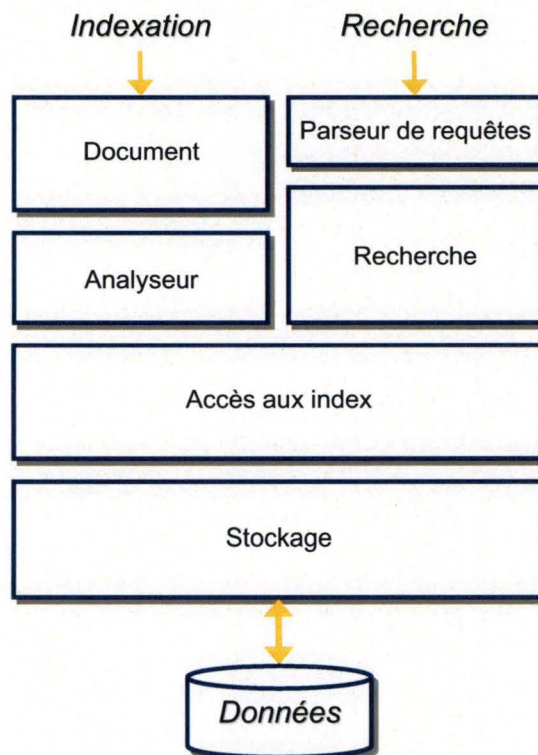 Indexation
Recherche
Document
Parseur de requêtes
Analyseur
Recherche
Accès aux index
Stockage
Données